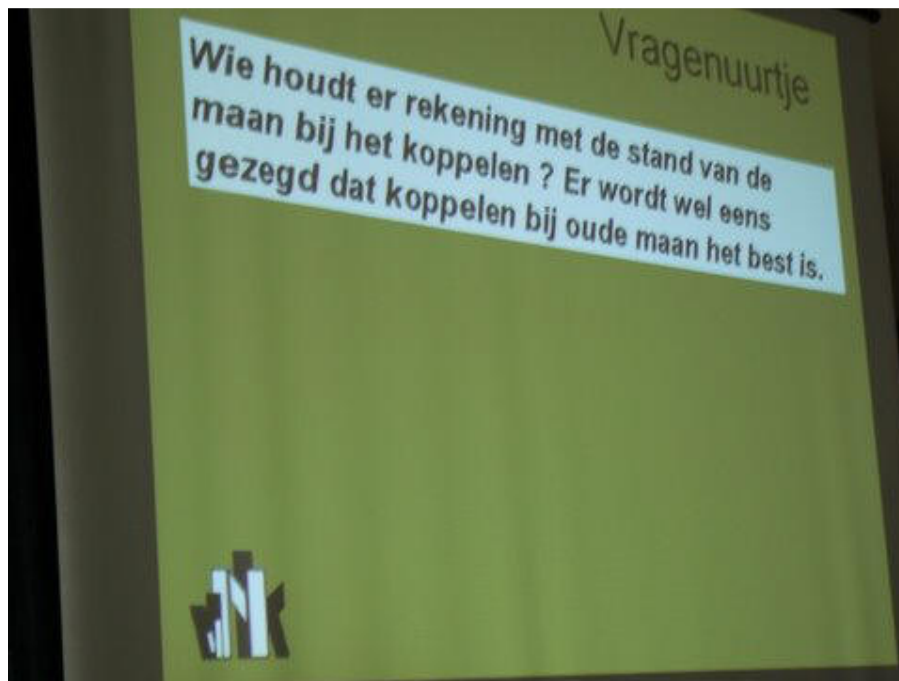 Vragenuurtje
Wie houdt er rekening met de stand van de
maan bij het koppelen ? Er wordt wel eens
gezegd dat koppelen bij oude maan het best is.